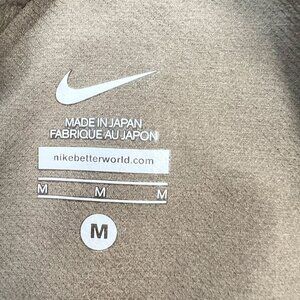 MADE IN JAPAN
FABRIQUE AU JAPON
nikebetterworld.com
M M M
M